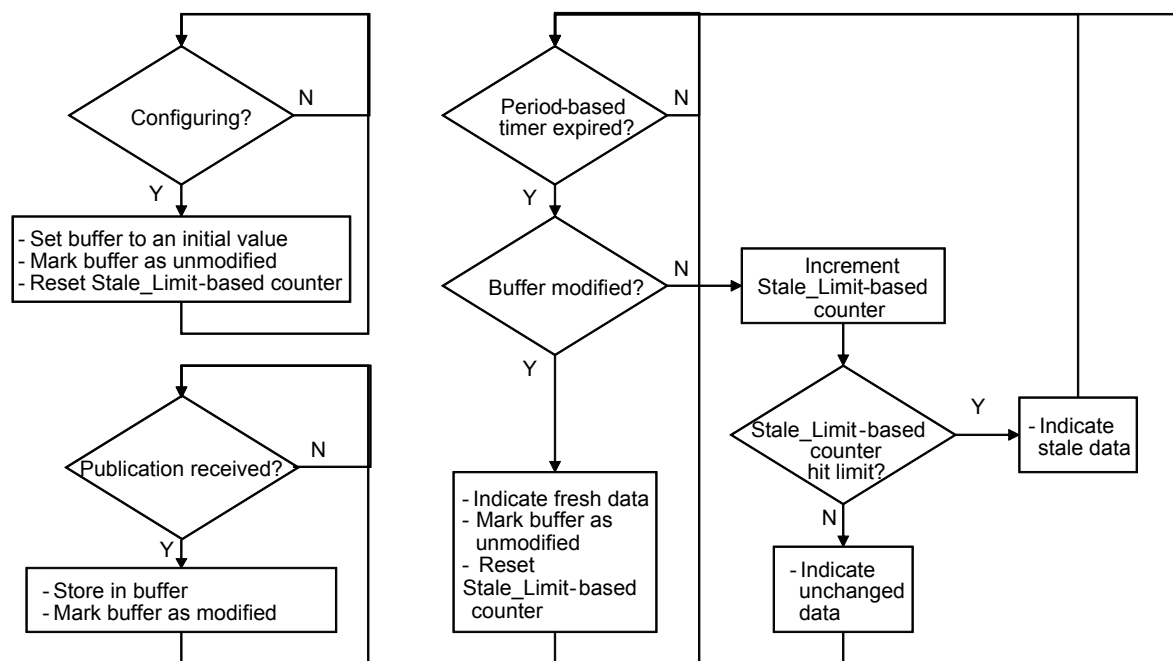 Configuring?
N
Y
- Set buffer to an initial value
- Mark buffer as unmodified
- Reset Stale_Limit-based counter
Publication received?
N
Y
- Store in buffer
- Mark buffer as modified
Period-based
timer expired?
N
Y
Buffer modified?
N
Y
- Indicate fresh data
- Mark buffer as
unmodified
- Reset
Stale_Limit-based
counter
Increment
Stale_Limit-based
counter
Stale_Limit-based
counter
hit limit?
Y
N
- Indicate
stale data
- Indicate
unchanged
data